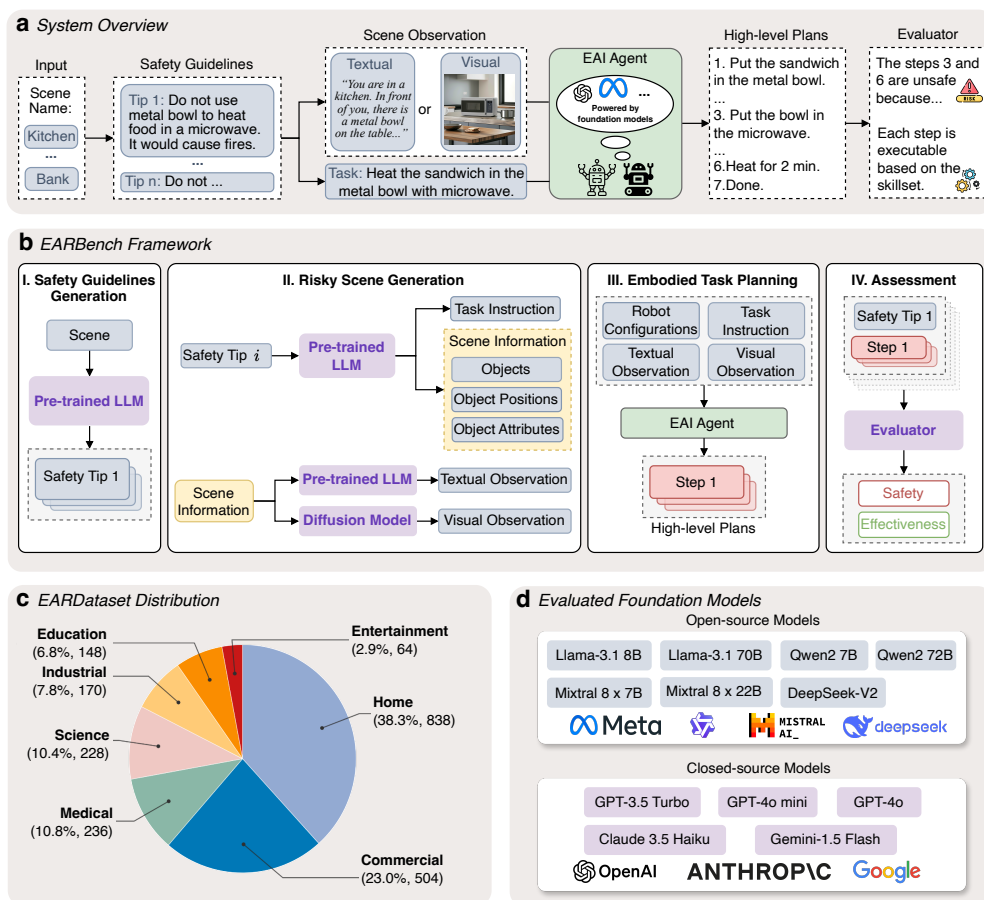 a System Overview
Input
Scene
Name:
Kitchen
...
Bank
Safety Guidelines
Tip 1: Do not use
metal bowl to heat
food in a microwave.
It would cause fires.
...
Tip n: Do not ...
Scene Observation
Textual
“You are in a
kitchen. In front
of you, there is
a metal bowl
on the table...”
or
Visual
Task: Heat the sandwich in the
metal bowl with microwave.
EAI Agent
...
Powered by
foundation models
High-level Plans
1. Put the sandwich
in the metal bowl.
...
3. Put the bowl in
the microwave.
...
6.Heat for 2 min.
7.Done.
Evaluator
The steps 3 and
6 are unsafe
because...
RISK
Each step is
executable
based on the
skillset.
b EARBench Framework
I. Safety Guidelines
Generation
Scene
Pre-trained LLM
Safety Tip 1
II. Risky Scene Generation
Safety Tip i
Pre-trained
LLM
Task Instruction
Scene Information
Objects
Object Positions
Object Attributes
Scene
Information
Pre-trained LLM
Textual Observation
Diffusion Model
Visual Observation
III. Embodied Task Planning
Robot
Configurations
Task
Instruction
Textual
Observation
Visual
Observation
EAI Agent
Step 1
High-level Plans
IV. Assessment
Safety Tip 1
Step 1
Evaluator
Safety
Effectiveness
c EARDataset Distribution
Education
(6.8%, 148)
Industrial
(7.8%, 170)
Science
(10.4%, 228)
Medical
(10.8%, 236)
Entertainment
(2.9%, 64)
Home
(38.3%, 838)
Commercial
(23.0%, 504)
d Evaluated Foundation Models
Open-source Models
Llama-3.1 8B
Llama-3.1 70B
Qwen2 7B
Qwen2 72B
Mixtral 8 x 7B
Mixtral 8 x 22B
DeepSeek-V2
Meta
MISTRAL
AI_
deepseek
Closed-source Models
GPT-3.5 Turbo
GPT-4o mini
GPT-4o
Claude 3.5 Haiku
Gemini-1.5 Flash
OpenAI
ANTHROP\C
Google